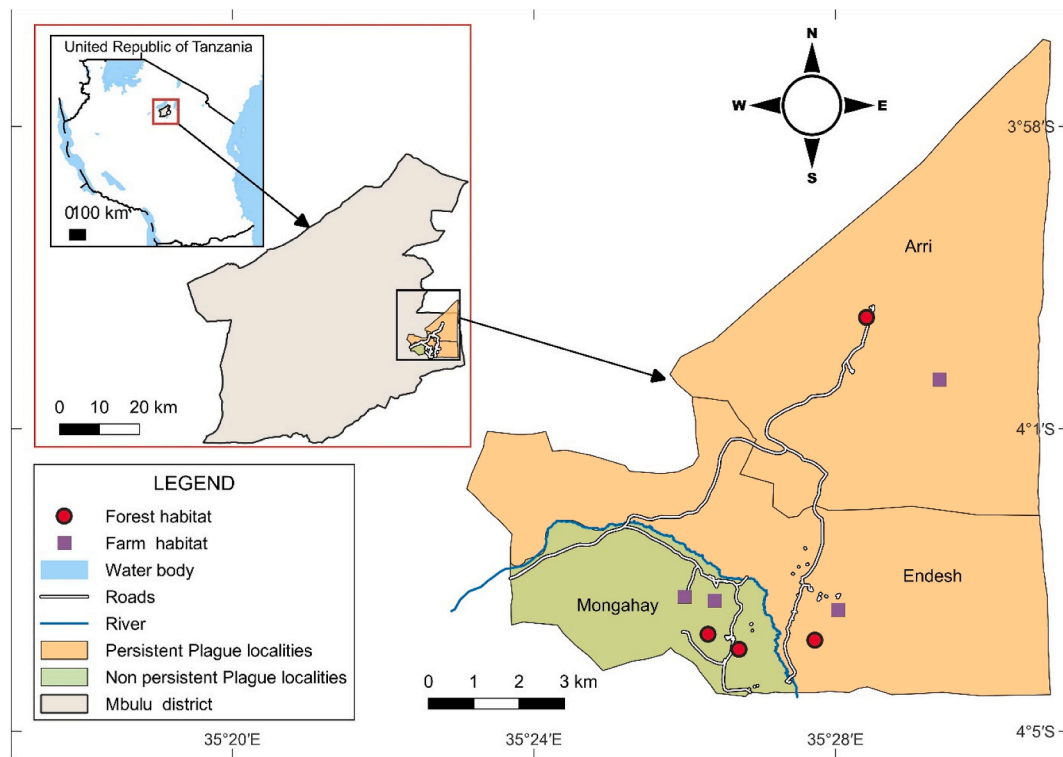 United Republic of Tanzania
0100 km
0 10 20 km
N
W E
S
3°58'S
Arri
4°1'S
LEGEND
Forest habitat
Farm habitat
Water body
Roads
River
Persistent Plague localities
Non persistent Plague localities
Mbulu district
Mongahay
Endesh
0 1 2 3 km
35°20'E
35°24'E
35°28'E
4°5'S